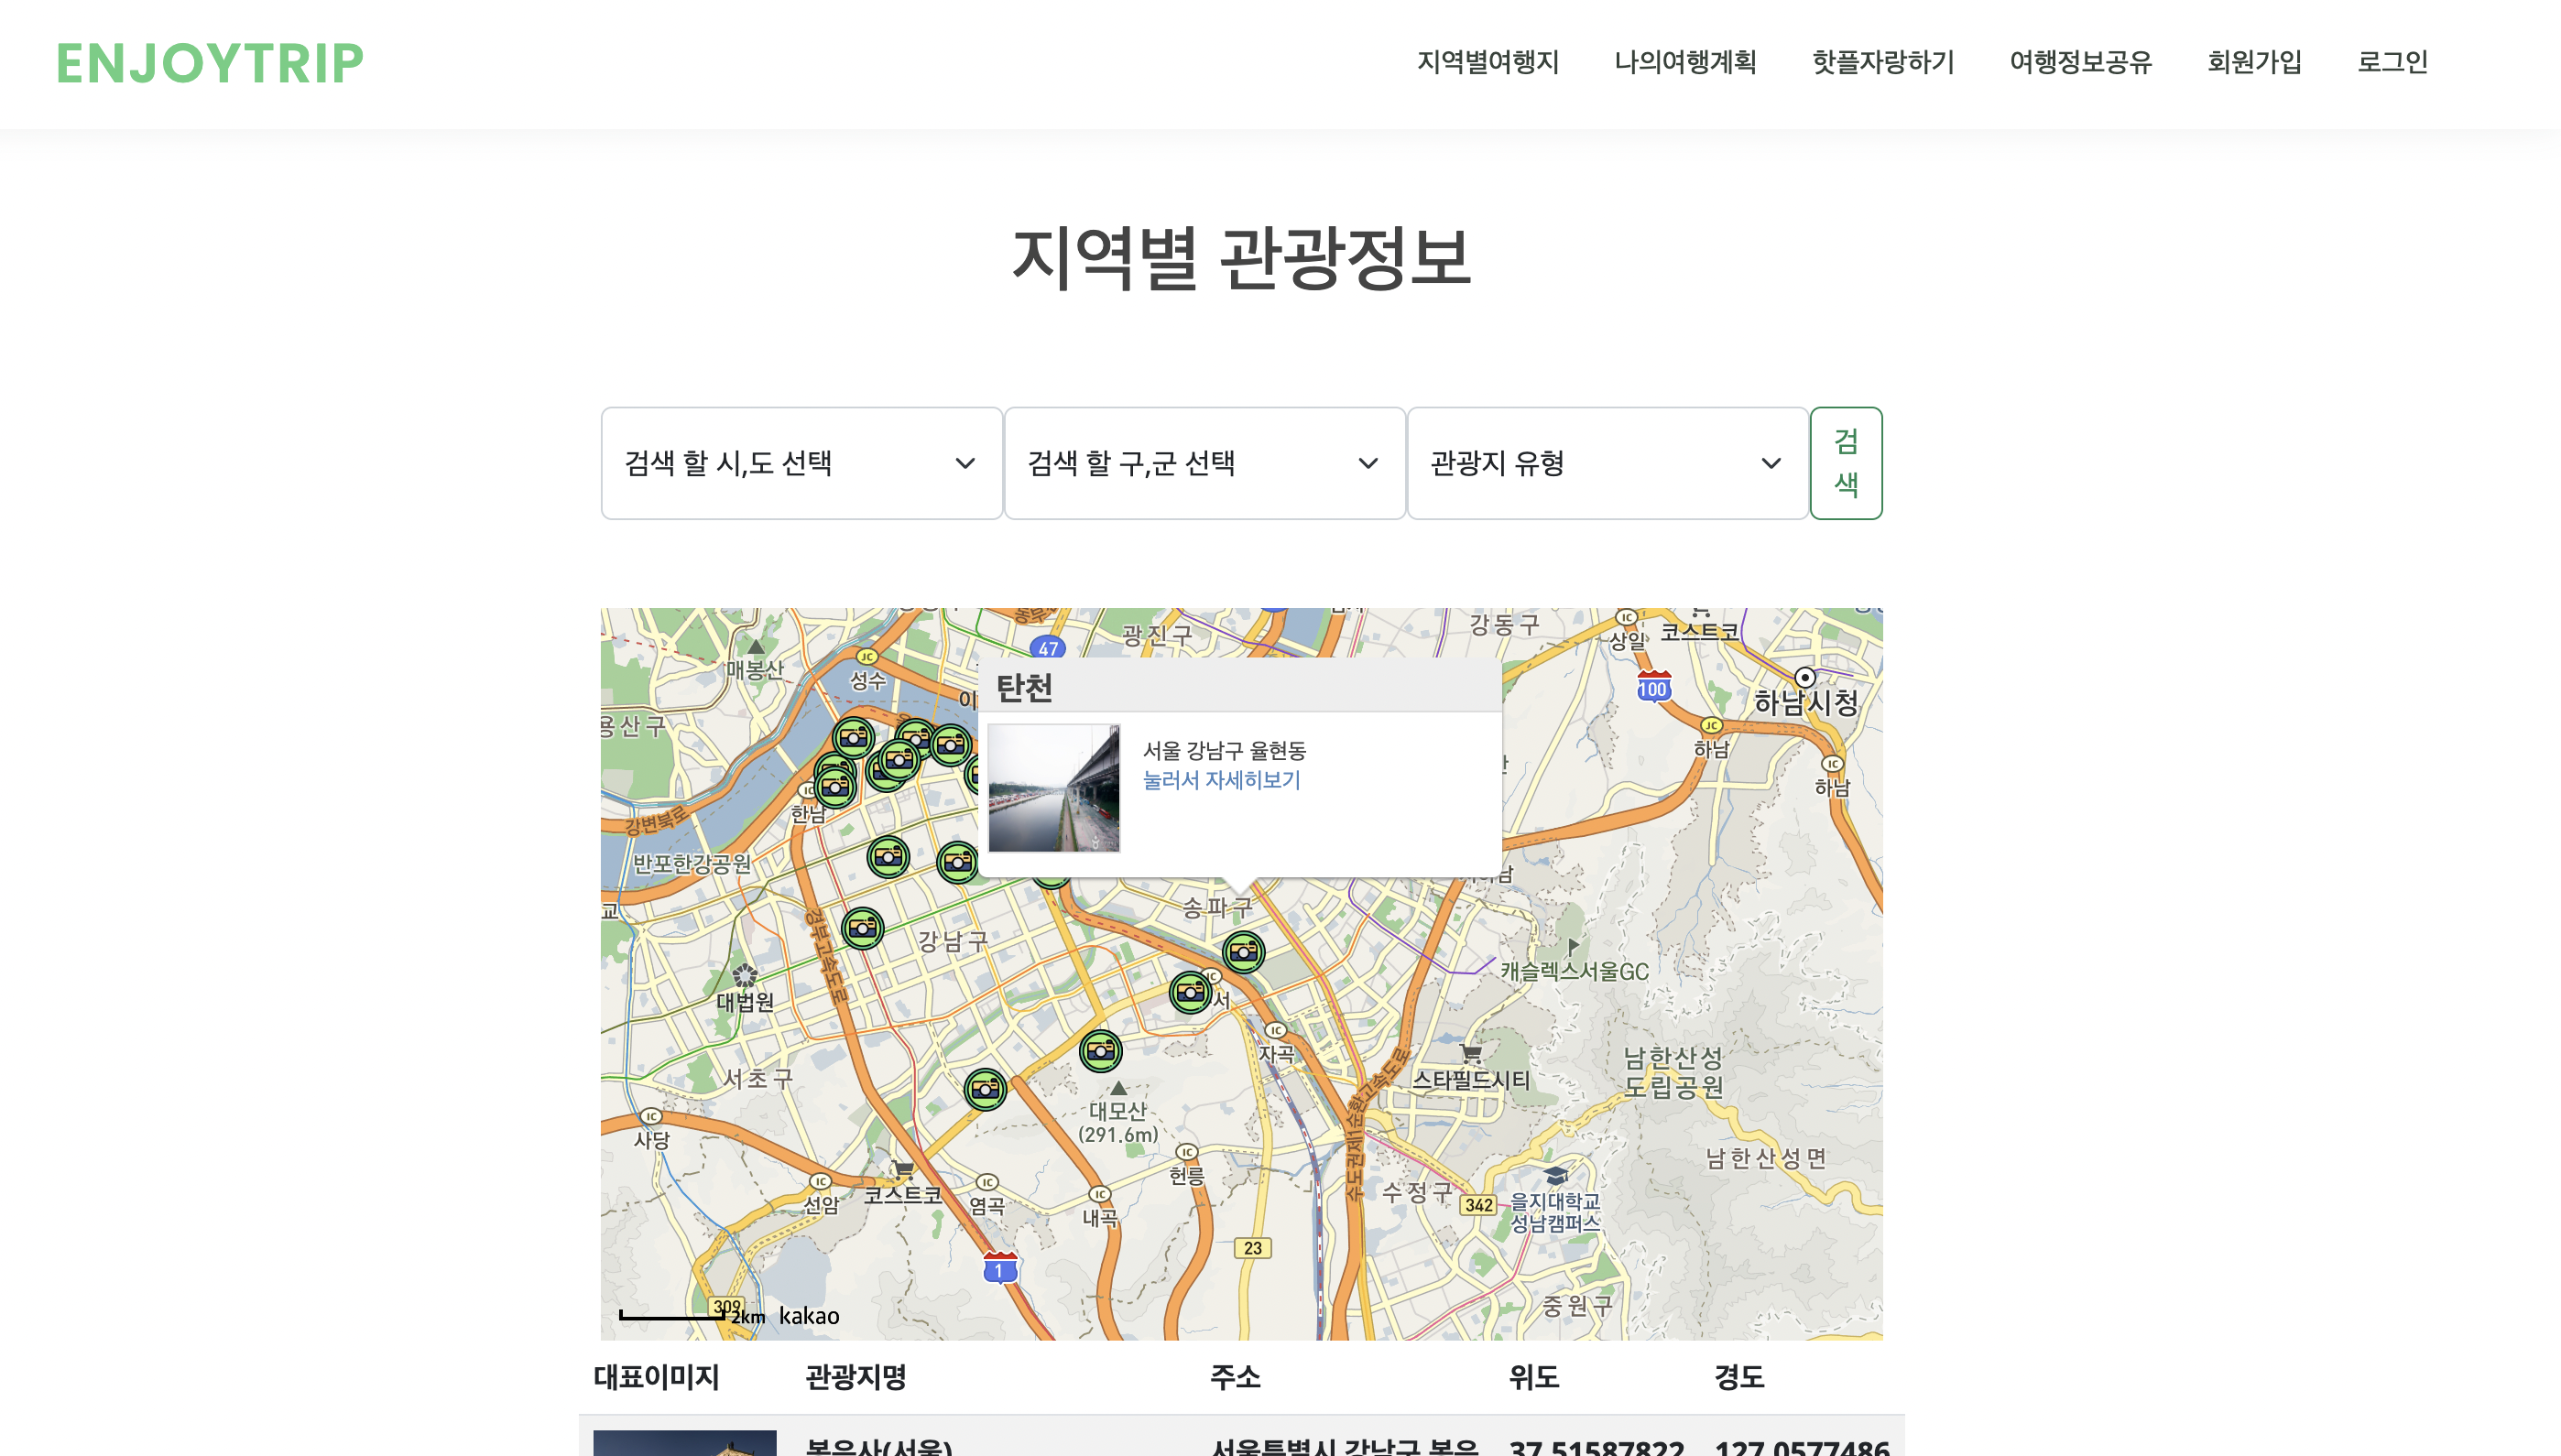 ENJOYTRIP
지역별여행지 나의여행계획 핫플자랑하기 여행정보공유 회원가입 로그인
지역별 관광정보
검색 할 시,도 선택
검색 할 구,군 선택
관광지 유형
검
색
47
광진구
강동구
상일
코스트코
매봉산
성수
100
하남시청
용산구
하남
하남
탄천
서울 강남구 율현동
눌러서 자세히보기
한남
강변북로
반포한강공원
교
송파구
강남구
경부고속도로
대법원
캐슬렉스서울GC
서
자곡
서초구
스타필드시티
남한산성
도립공원
대모산
(291.6m)
사당
남한산성면
헌릉
코스트코
선암
염곡
내곡
수도권제1순환고속도로
수정구
342
을지대학교
성남캠퍼스
23
1
309
2km kakao
중원구
대표이미지 관광지명 주소 위도 경도
봉은사(서울) 서울특별시 강남구 봉은 37.51587822 127.0577486